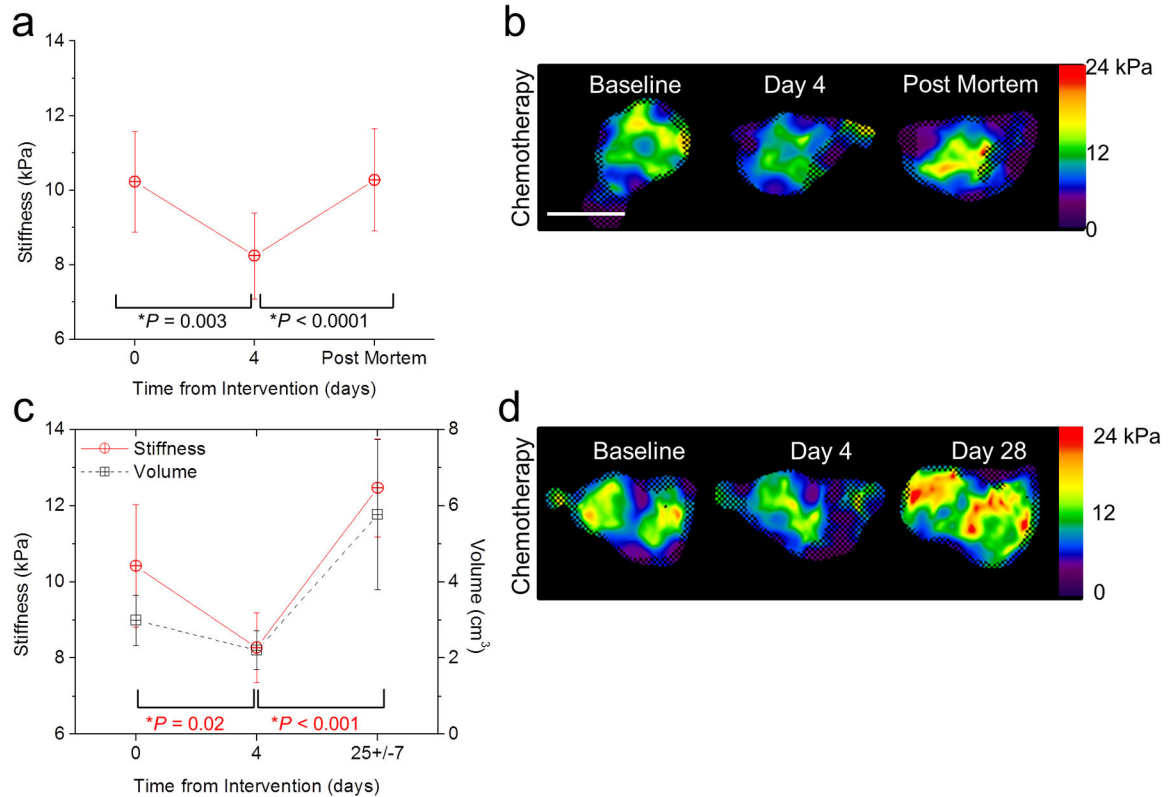 a
14
12
10
8
6
Stiffness (kPa)
*P = 0.003
*P < 0.0001
0
4
Post Mortem
Time from Intervention (days)
b
Chemotherapy
Baseline
Day 4
Post Mortem
24 kPa
12
0
c
14
12
10
8
6
Stiffness (kPa)
Stiffness
Volume
8
6
4
2
0
Volume (cm³)
*P = 0.02
*P < 0.001
0
4
25+/-7
Time from Intervention (days)
d
Chemotherapy
Baseline
Day 4
Day 28
24 kPa
12
0